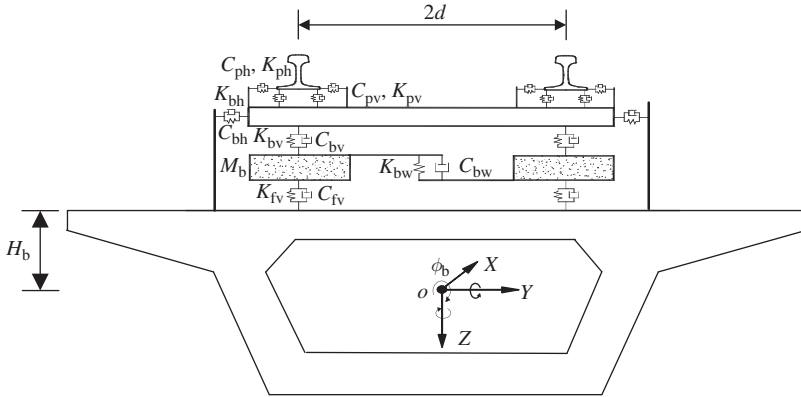 2d
C_ph, K_ph
K_bh
C_pv, K_pv
C_bh K_bv C_bv
M_b
K_bw C_bw
K_fv C_fv
H_b
ϕ_b X
o Y
Z